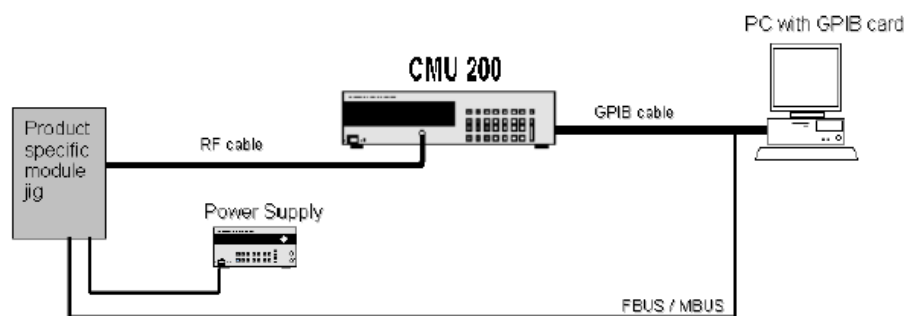 PC with GPIB card
CMU 200
GPIB cable
Product
specific
module
jig
RF cable
Power Supply
FBUS / MBUS